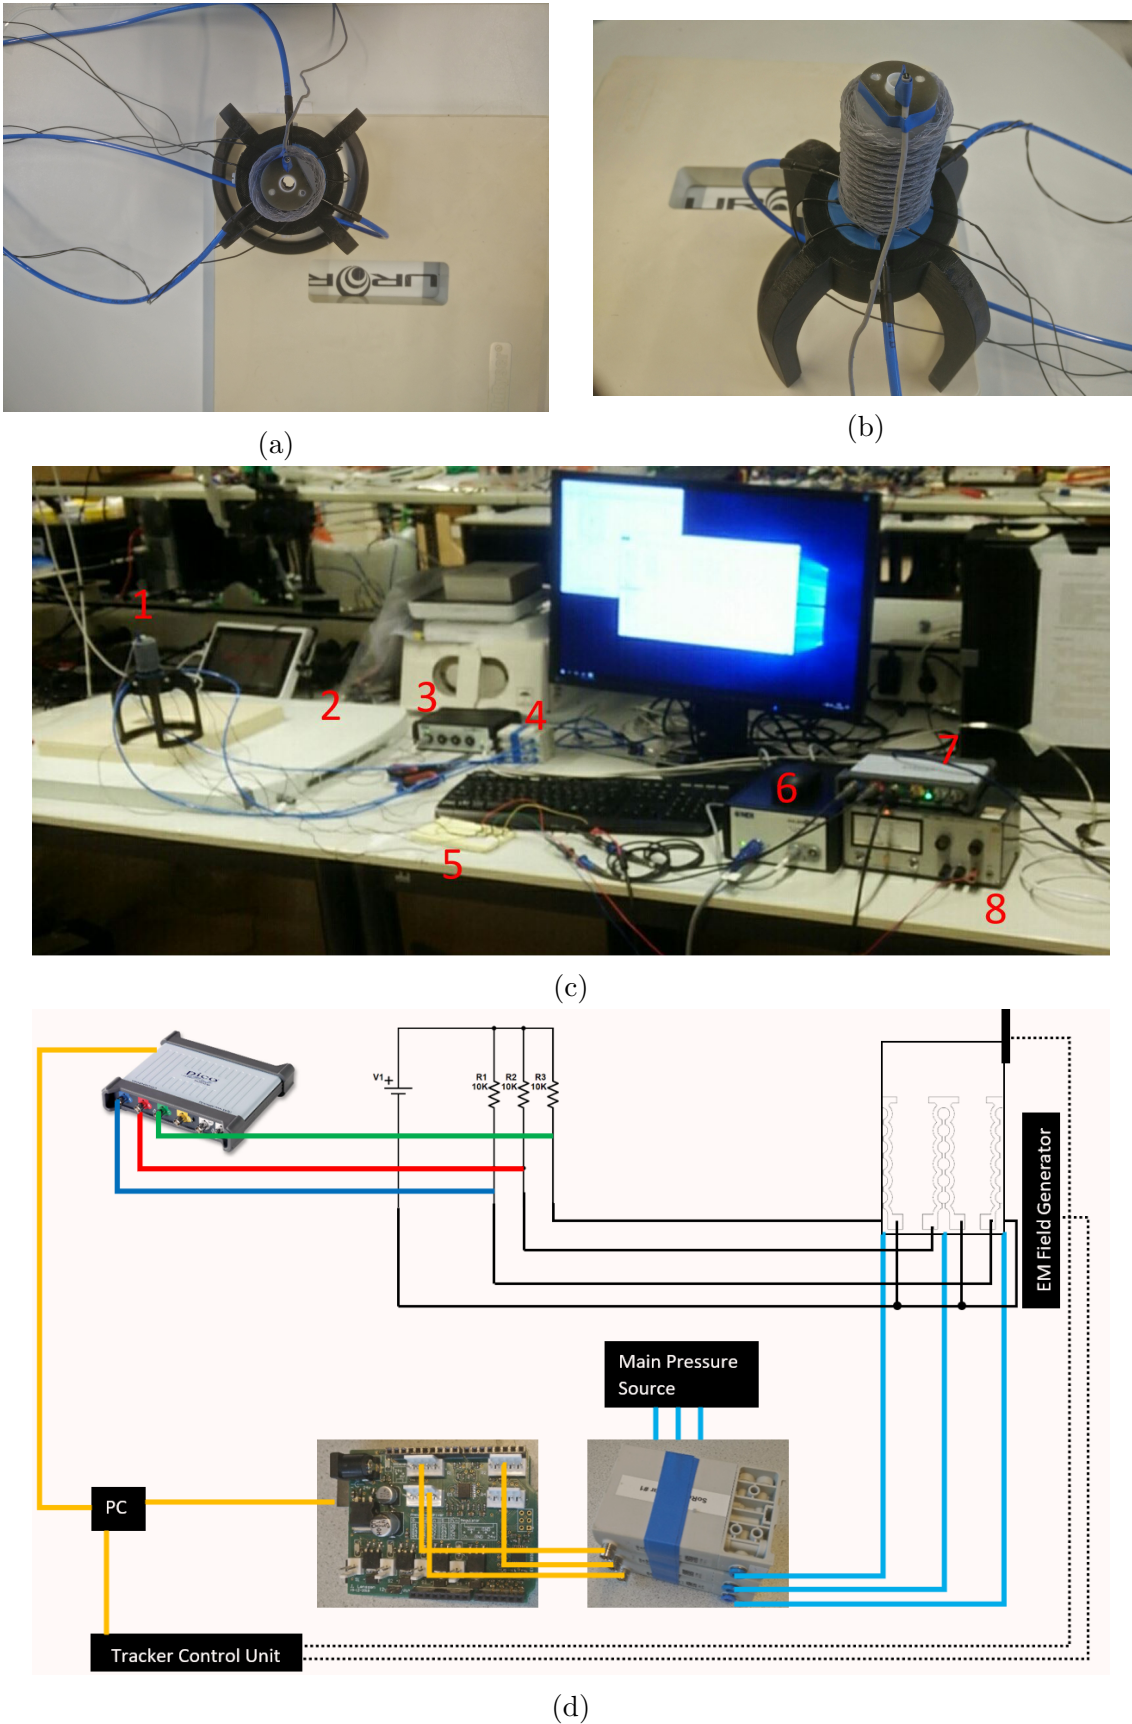 (a)
(b)
1
2
3
4
5
6
7
8
(c)
pico
V1
+
R1
10K
R2
10K
R3
10K
EM Field Generator
Main Pressure
Source
PC
Tracker Control Unit
(d)